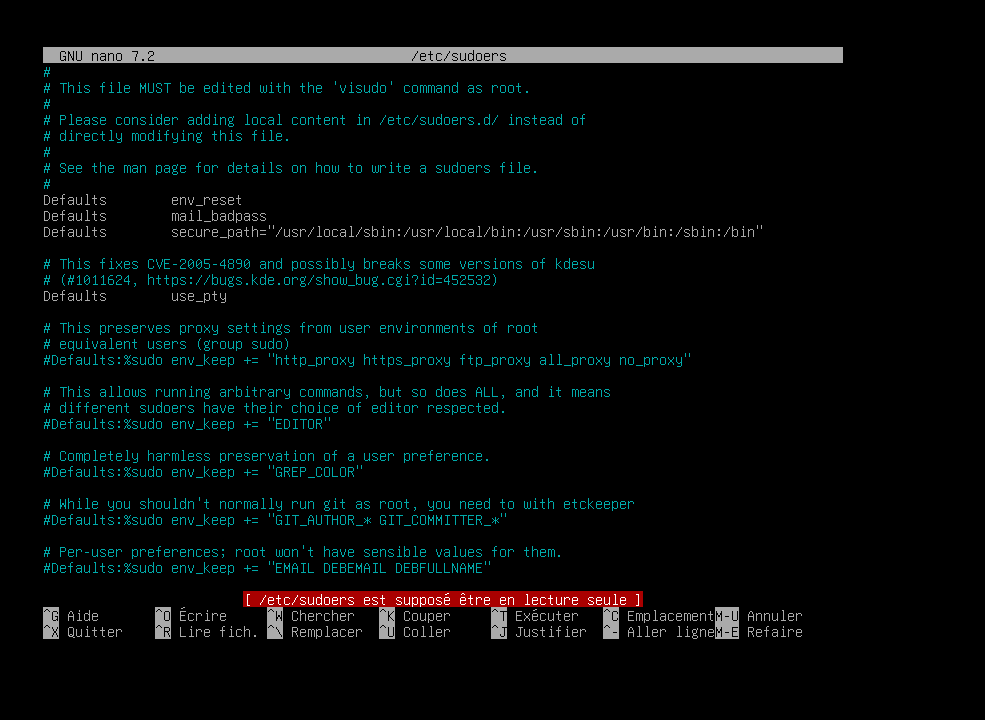 GNU nano 7.2 /etc/sudoers
#
# This file MUST be edited with the 'visudo' command as root.
#
# Please consider adding local content in /etc/sudoers.d/ instead of
# directly modifying this file.
#
# See the man page for details on how to write a sudoers file.
#
Defaults env_reset
Defaults mail_badpass
Defaults secure_path="/usr/local/sbin:/usr/local/bin:/usr/sbin:/usr/bin:/sbin:/bin"
# This fixes CVE-2005-4890 and possibly breaks some versions of kdesu
# (#1011624, https://bugs.kde.org/show_bug.cgi?id=452532)
Defaults use_pty
# This preserves proxy settings from user environments of root
# equivalent users (group sudo)
#Defaults:%sudo env_keep += "http_proxy https_proxy ftp_proxy all_proxy no_proxy"
# This allows running arbitrary commands, but so does ALL, and it means
# different sudoers have their choice of editor respected.
#Defaults:%sudo env_keep += "EDITOR"
# Completely harmless preservation of a user preference.
#Defaults:%sudo env_keep += "GREP_COLOR"
# While you shouldn't normally run git as root, you need to with etckeeper
#Defaults:%sudo env_keep += "GIT_AUTHOR_* GIT_COMMITTER_*"
# Per-user preferences; root won't have sensible values for them.
#Defaults:%sudo env_keep += "EMAIL DEBEMAIL DEBFULLNAME"
[ /etc/sudoers est supposé être en lecture seule ]
^G Aide ^O Écrire ^W Chercher ^K Couper ^T Exécuter ^C Emplacement M-U Annuler
^X Quitter ^R Lire fich. ^\ Remplacer ^U Coller ^J Justifier ^- Aller ligne M-E Refaire